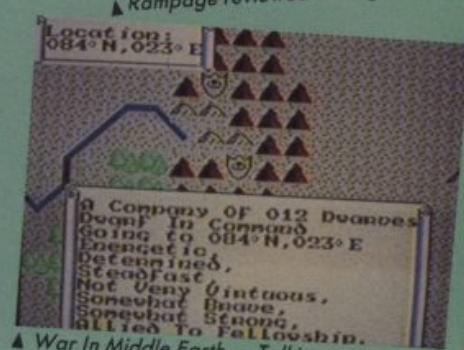 ▲ Rampage reviewed
Location:
084° N,023° E
A Company Of 012 Dwarves
Dwarf In Command
Going to 084° N,023° E
Energetic
Determined,
Steadfast,
Not Very Virtuous,
Somewhat Brave,
Somewhat Strong,
Allied To Fellowship.
▲ War In Middle Earth